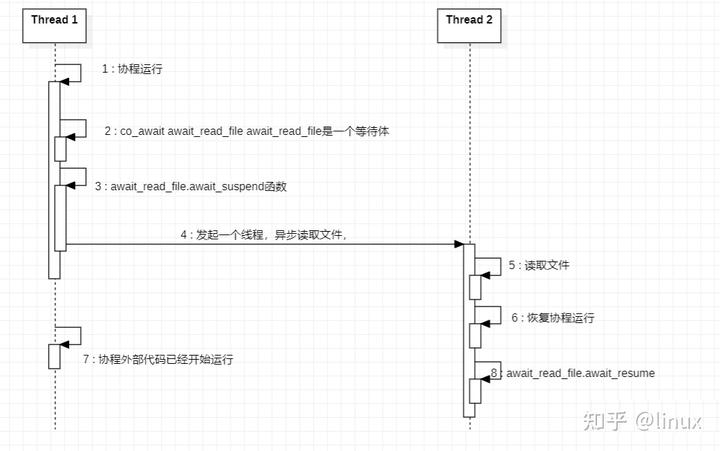 Thread 1
Thread 2
1 : 协程运行
2 : co_await await_read_file await_read_file是一个等待体
3 : await_read_file.await_suspend函数
4 : 发起一个线程，异步读取文件，
5 : 读取文件
6 : 恢复协程运行
7 : 协程外部代码已经开始运行
8 : await_read_file.await_resume
知乎 @linux